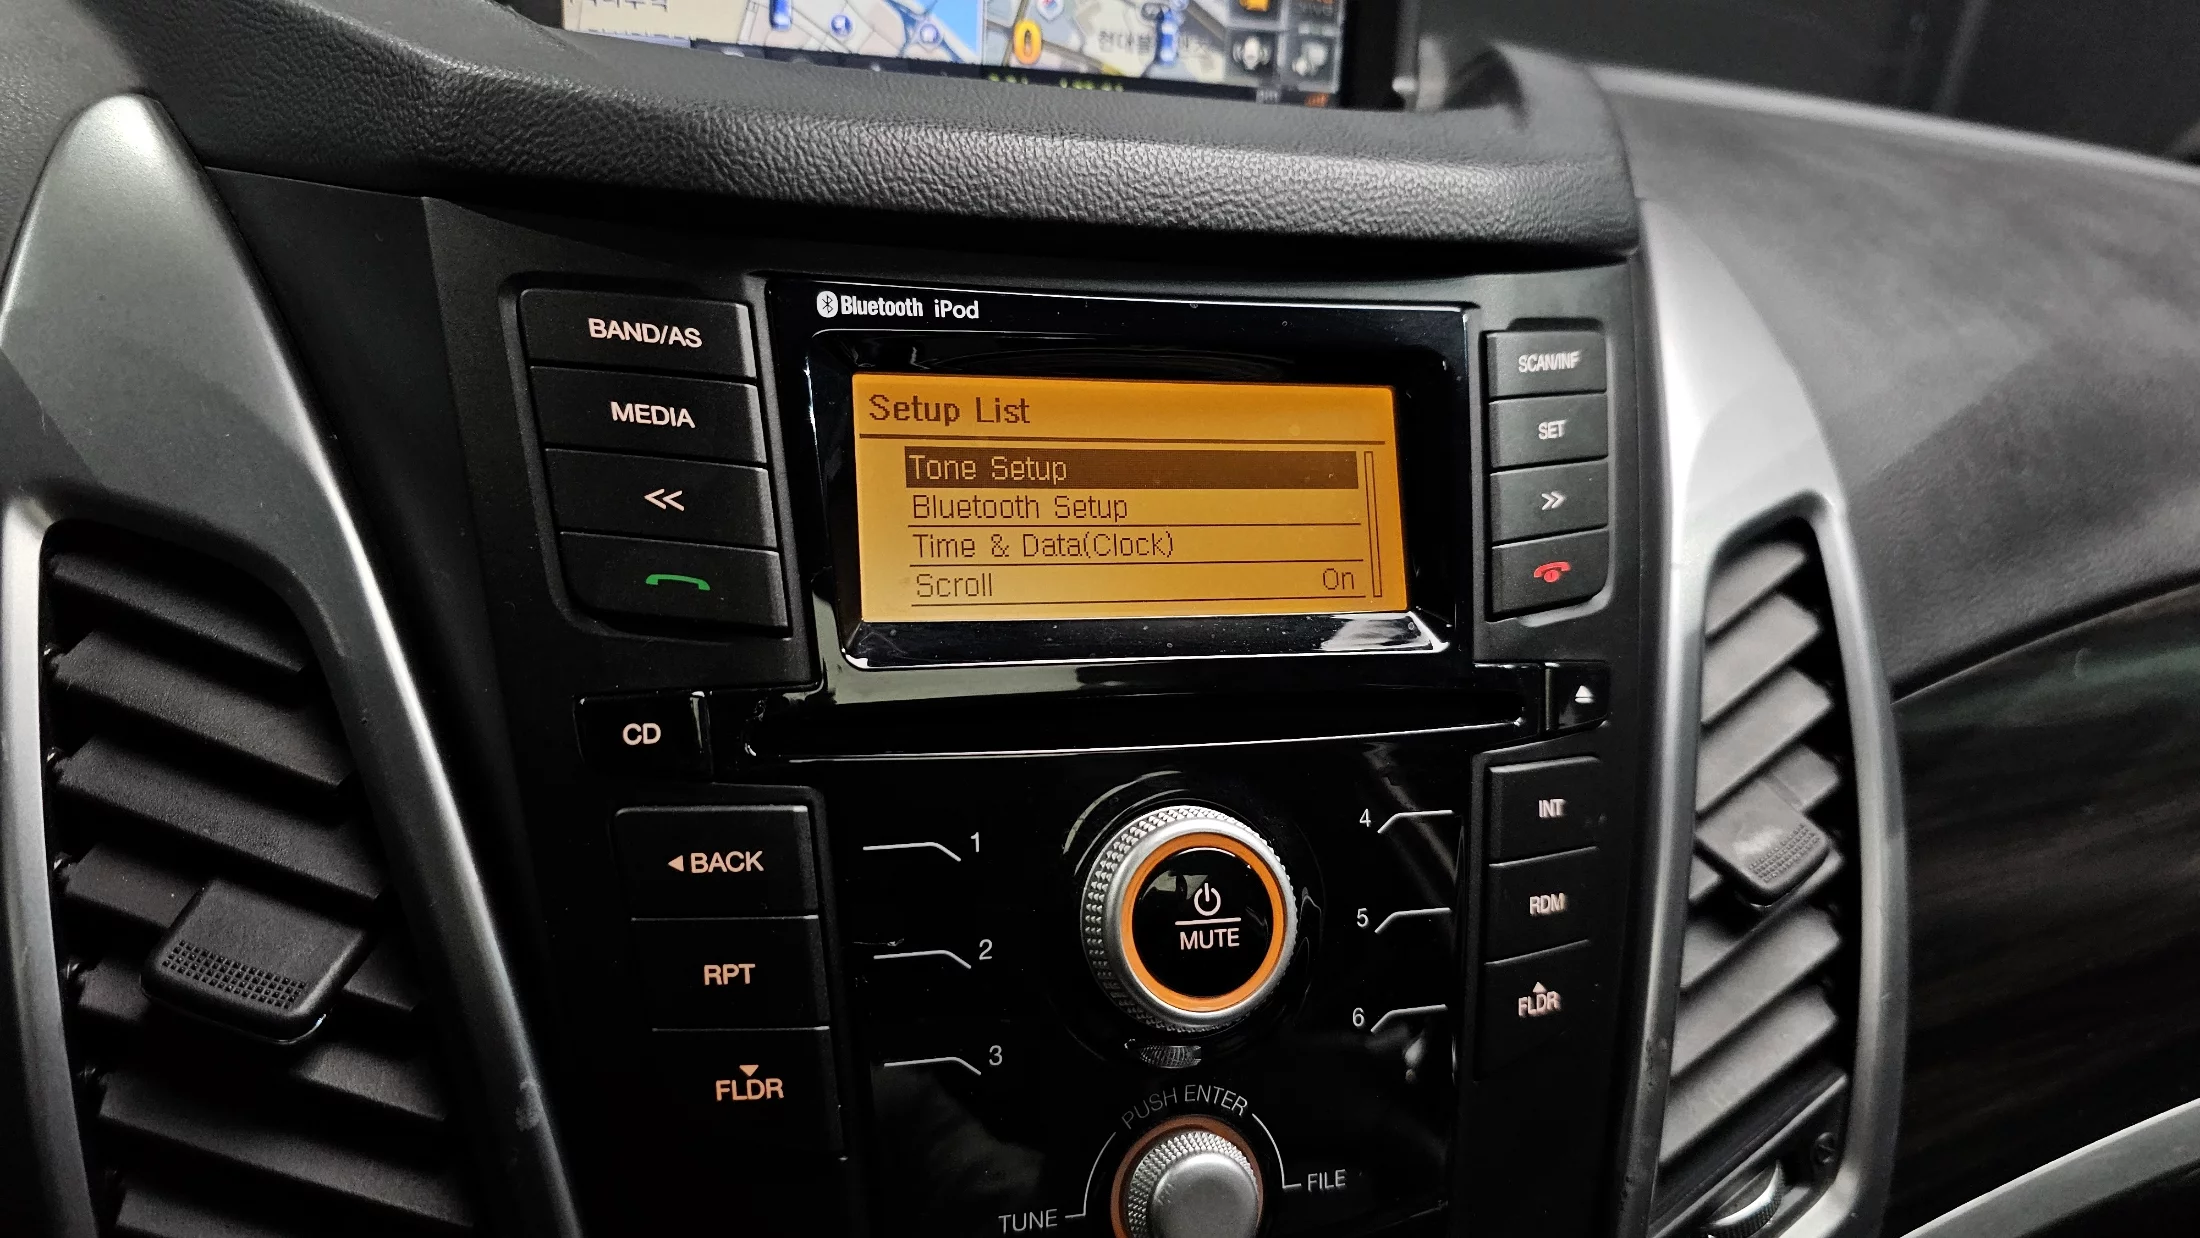 Bluetooth iPod
BAND/AS
MEDIA
SCAN/INF
SET
Setup List
Tone Setup
Bluetooth Setup
Time & Data(Clock)
Scroll On
CD
BACK
RPT
FLDR
1
2
3
MUTE
4
5
6
INT
RDM
FLDR
PUSH ENTER
TUNE
FILE